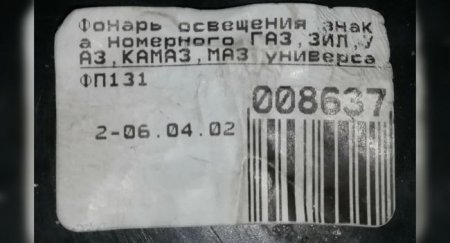 Фонарь освещения знак
а номерного ГАЗ,ЗИЛ,У
АЗ,КАМАЗ,МАЗ универса
ФП131
008637
2-06.04.02